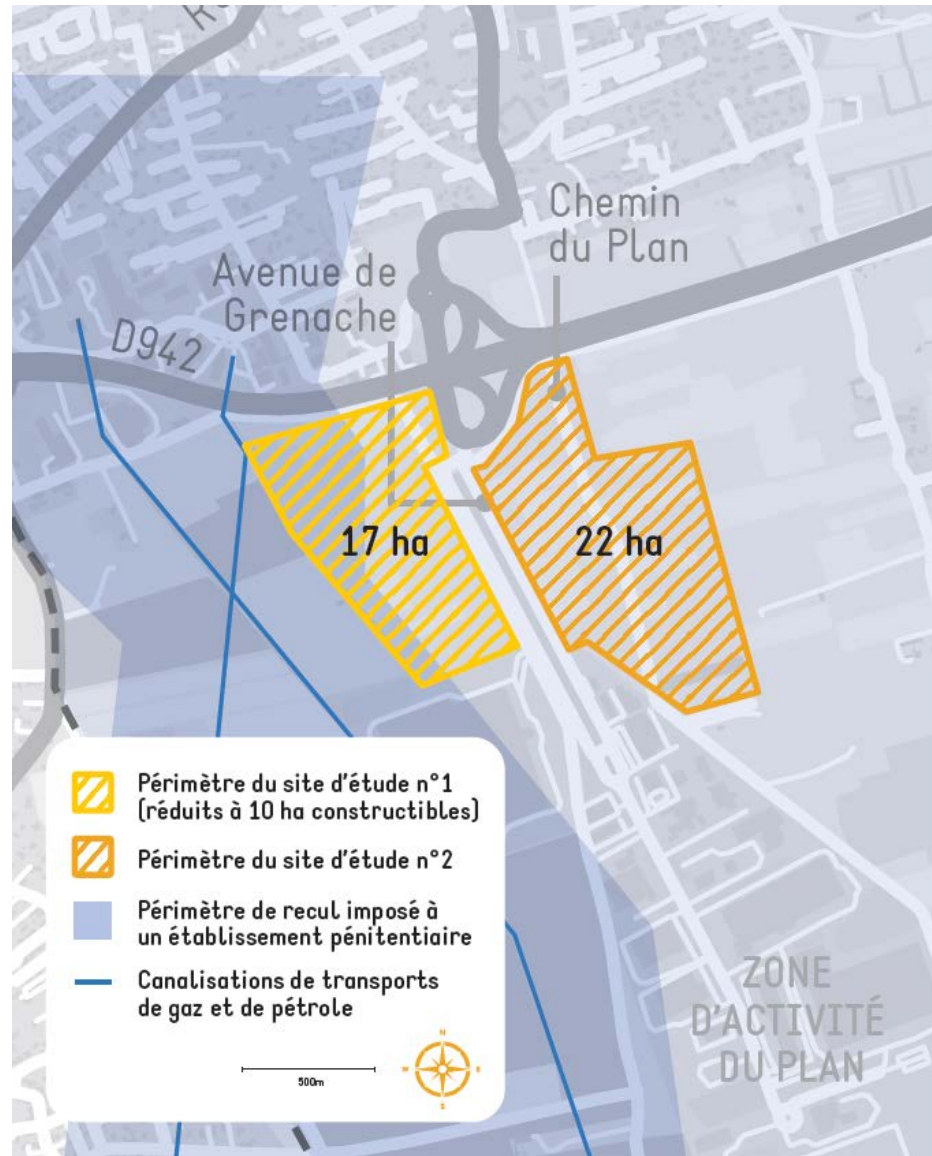 Chemin
du Plan
Avenue de
Grenache
D942
17 ha
22 ha
Périmètre du site d'étude n°1
(réduits à 10 ha constructibles)
Périmètre du site d'étude n°2
Périmètre de recul imposé à
un établissement pénitentiaire
Canalisations de transports
de gaz et de pétrole
500m
N
W
E
S
ZONE
D'ACTIVITÉ
DU PLAN